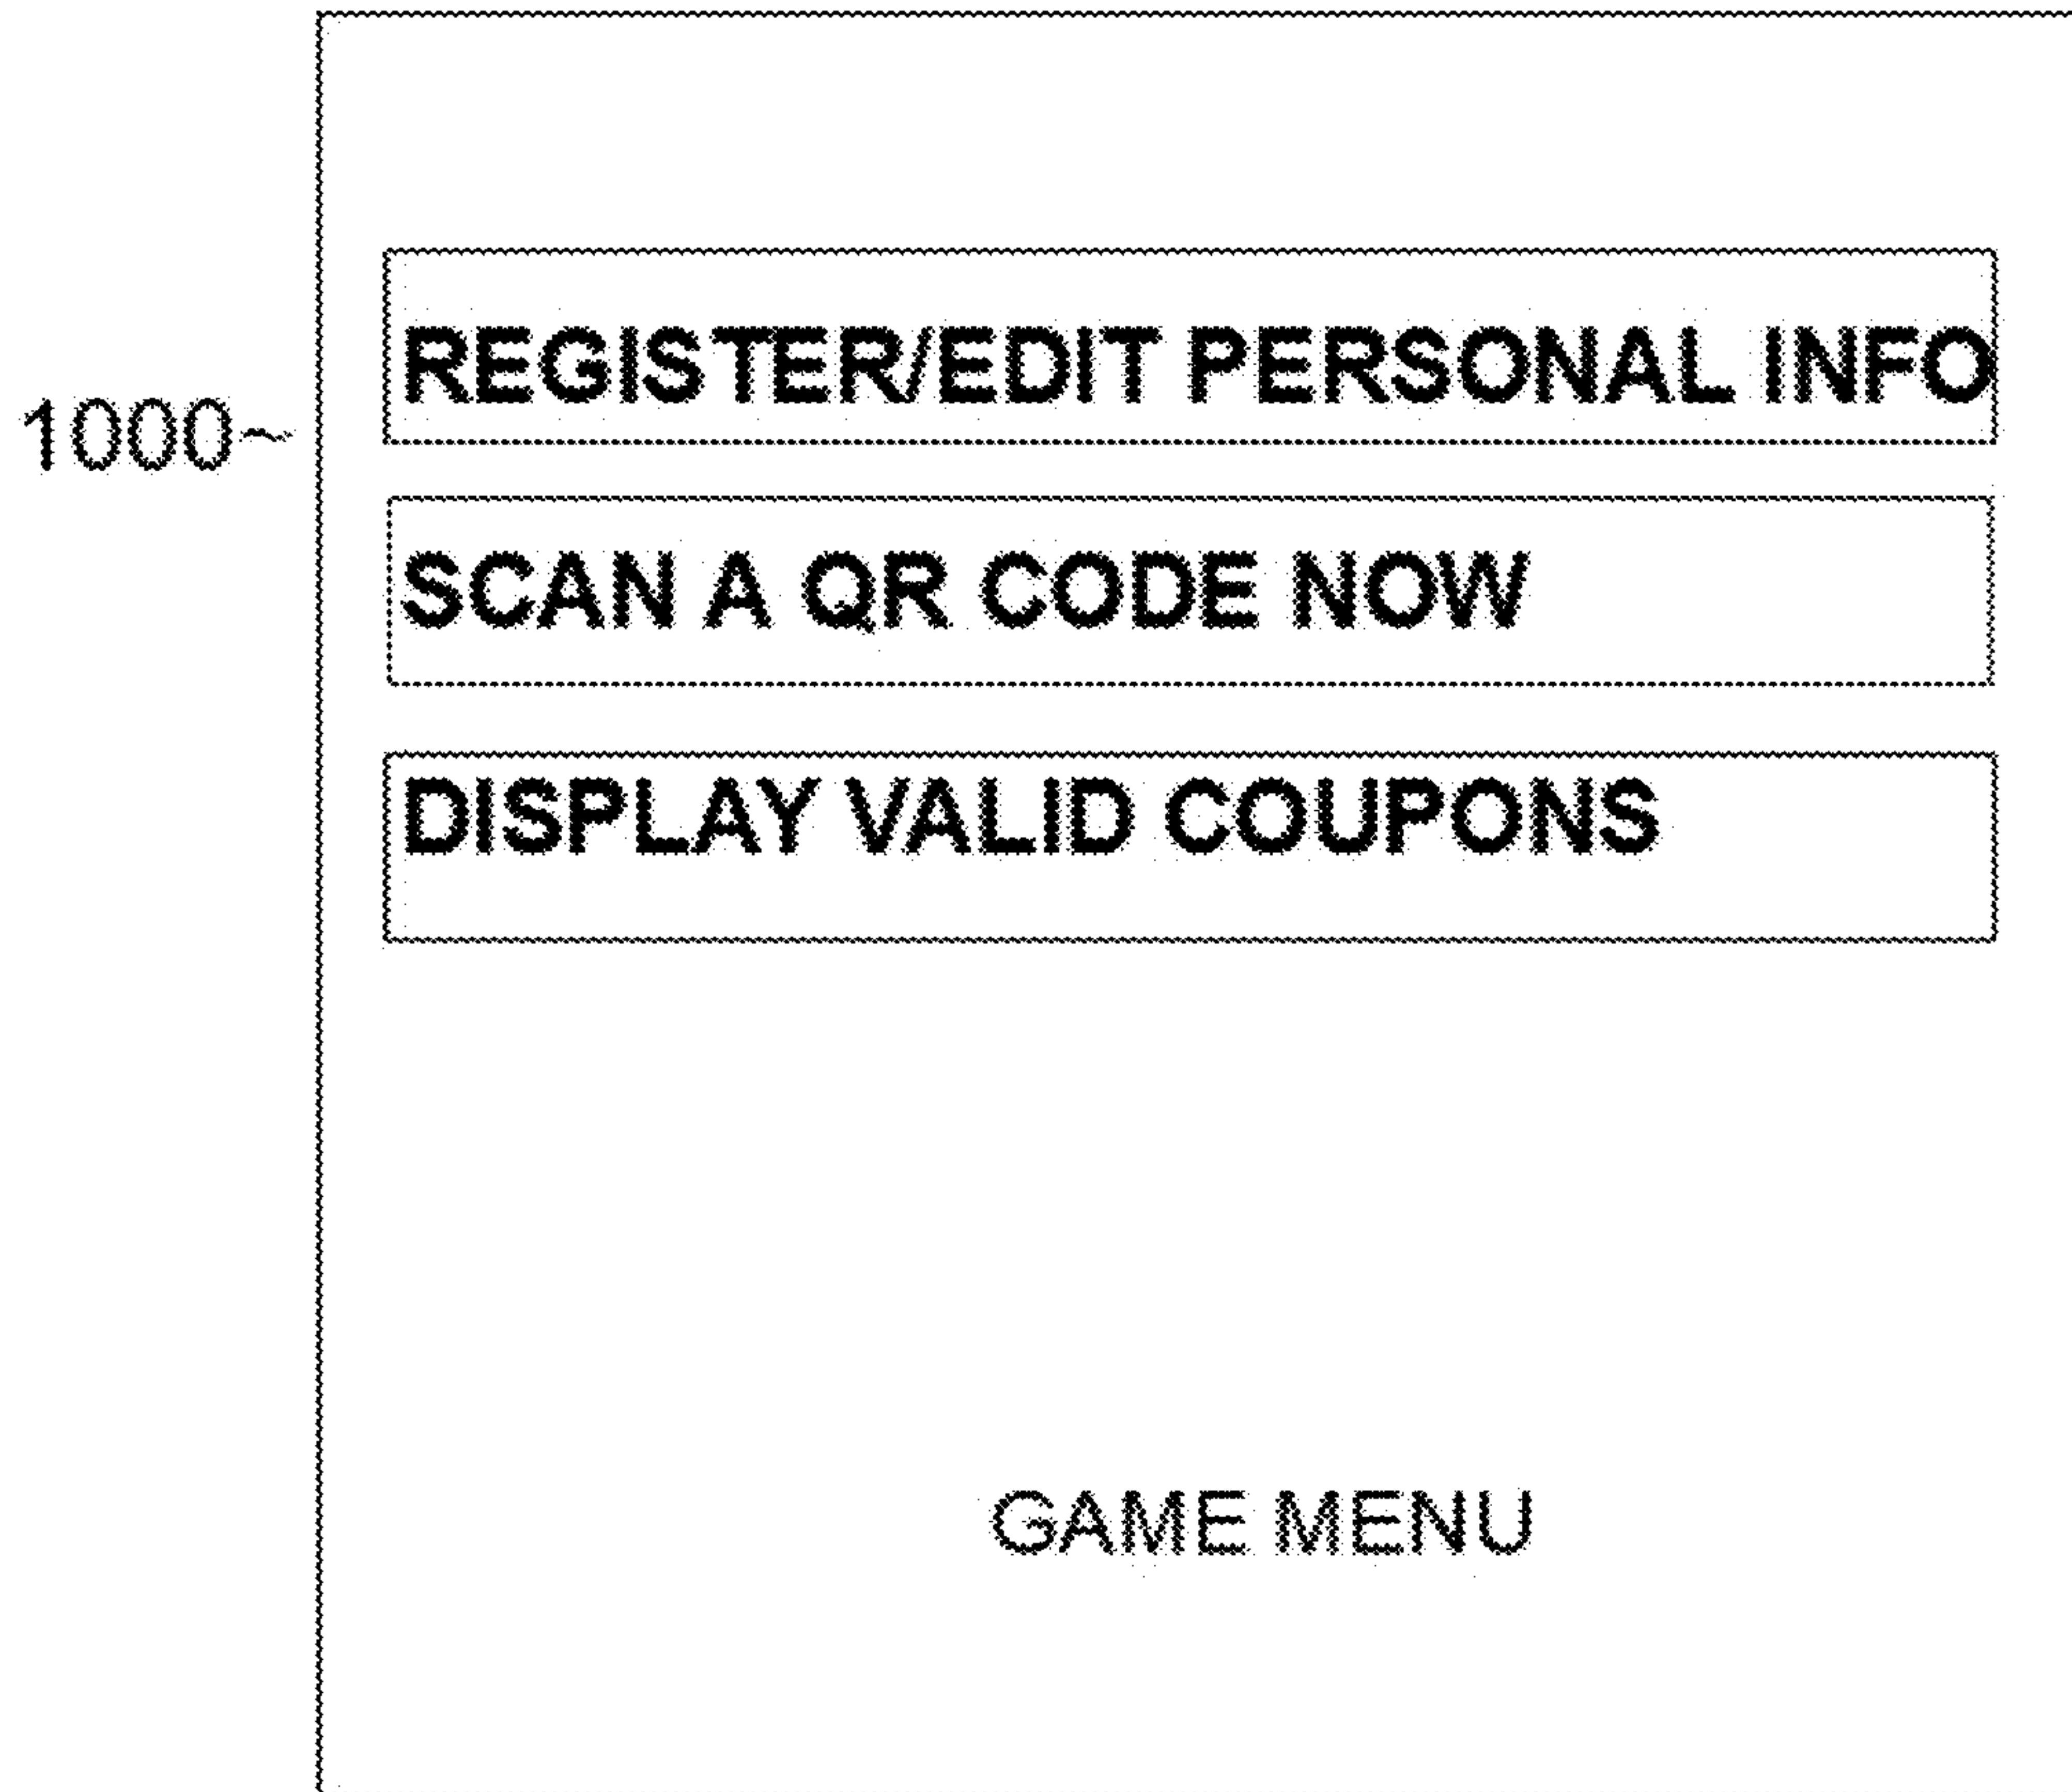 REGISTER/EDIT PERSONAL INFO
1000~
SCAN A QR CODE NOW
DISPLAY VALID COUPONS
GAME MENU